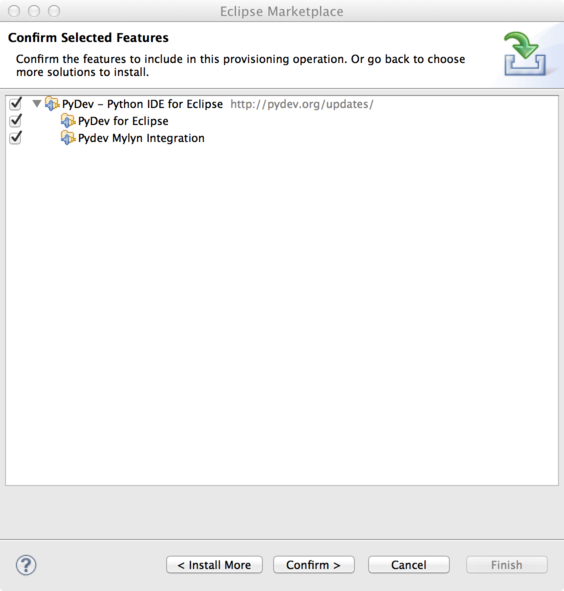 Eclipse Marketplace
Confirm Selected Features
Confirm the features to include in this provisioning operation. Or go back to choose
more solutions to install.
PyDev - Python IDE for Eclipse http://pydev.org/updates/
PyDev for Eclipse
Pydev Mylyn Integration
?
< Install More
Confirm >
Cancel
Finish